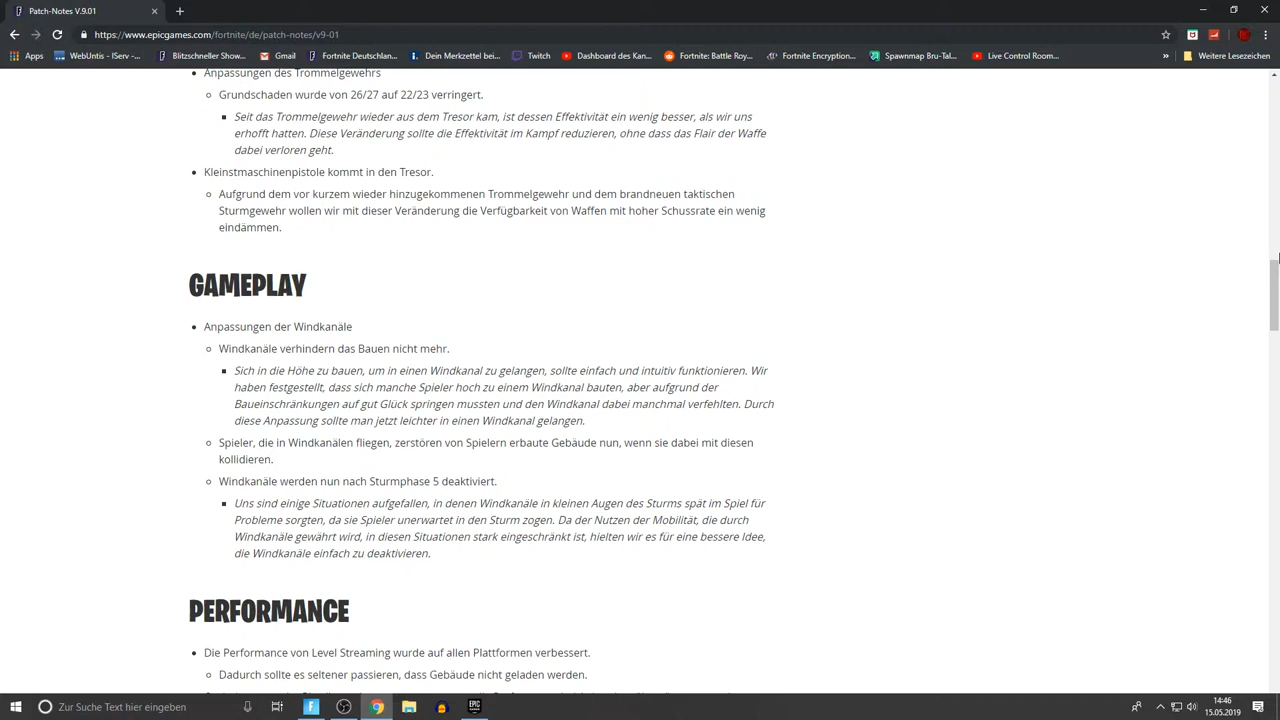 Patch-Notes V.9.01
https://www.epicgames.com/fortnite/de/patch-notes/v9-01
Apps WebUntis - IServ -... Blitzschneller Show... Gmail Fortnite Deutschlan... Dein Merkzettel bei... Twitch Dashboard des Kan... Fortnite: Battle Roy... Fortnite Encryption... Spawnmap Bru-Tal... Live Control Room... » Weitere Lesezeichen
Anpassungen des Trommelgewehrs
Grundschaden wurde von 26/27 auf 22/23 verringert.
Seit das Trommelgewehr wieder aus dem Tresor kam, ist dessen Effektivität ein wenig besser, als wir uns
erhofft hatten. Diese Veränderung sollte die Effektivität im Kampf reduzieren, ohne dass das Flair der Waffe
dabei verloren geht.
Kleinstmaschinenpistole kommt in den Tresor.
Aufgrund dem vor kurzem wieder hinzugekommenen Trommelgewehr und dem brandneuen taktischen
Sturmgewehr wollen wir mit dieser Veränderung die Verfügbarkeit von Waffen mit hoher Schussrate ein wenig
eindämmen.
GAMEPLAY
Anpassungen der Windkanäle
Windkanäle verhindern das Bauen nicht mehr.
Sich in die Höhe zu bauen, um in einen Windkanal zu gelangen, sollte einfach und intuitiv funktionieren. Wir
haben festgestellt, dass sich manche Spieler hoch zu einem Windkanal bauten, aber aufgrund der
Baueinschränkungen auf gut Glück springen mussten und den Windkanal dabei manchmal verfehlten. Durch
diese Anpassung sollte man jetzt leichter in einen Windkanal gelangen.
Spieler, die in Windkanälen fliegen, zerstören von Spielern erbaute Gebäude nun, wenn sie dabei mit diesen
kollidieren.
Windkanäle werden nun nach Sturmphase 5 deaktiviert.
Uns sind einige Situationen aufgefallen, in denen Windkanäle in kleinen Augen des Sturms spät im Spiel für
Probleme sorgten, da sie Spieler unerwartet in den Sturm zogen. Da der Nutzen der Mobilität, die durch
Windkanäle gewährt wird, in diesen Situationen stark eingeschränkt ist, hielten wir es für eine bessere Idee,
die Windkanäle einfach zu deaktivieren.
PERFORMANCE
Die Performance von Level Streaming wurde auf allen Plattformen verbessert.
Dadurch sollte es seltener passieren, dass Gebäude nicht geladen werden.
Zur Suche Text hier eingeben
EPIC
14:46
15.05.2019